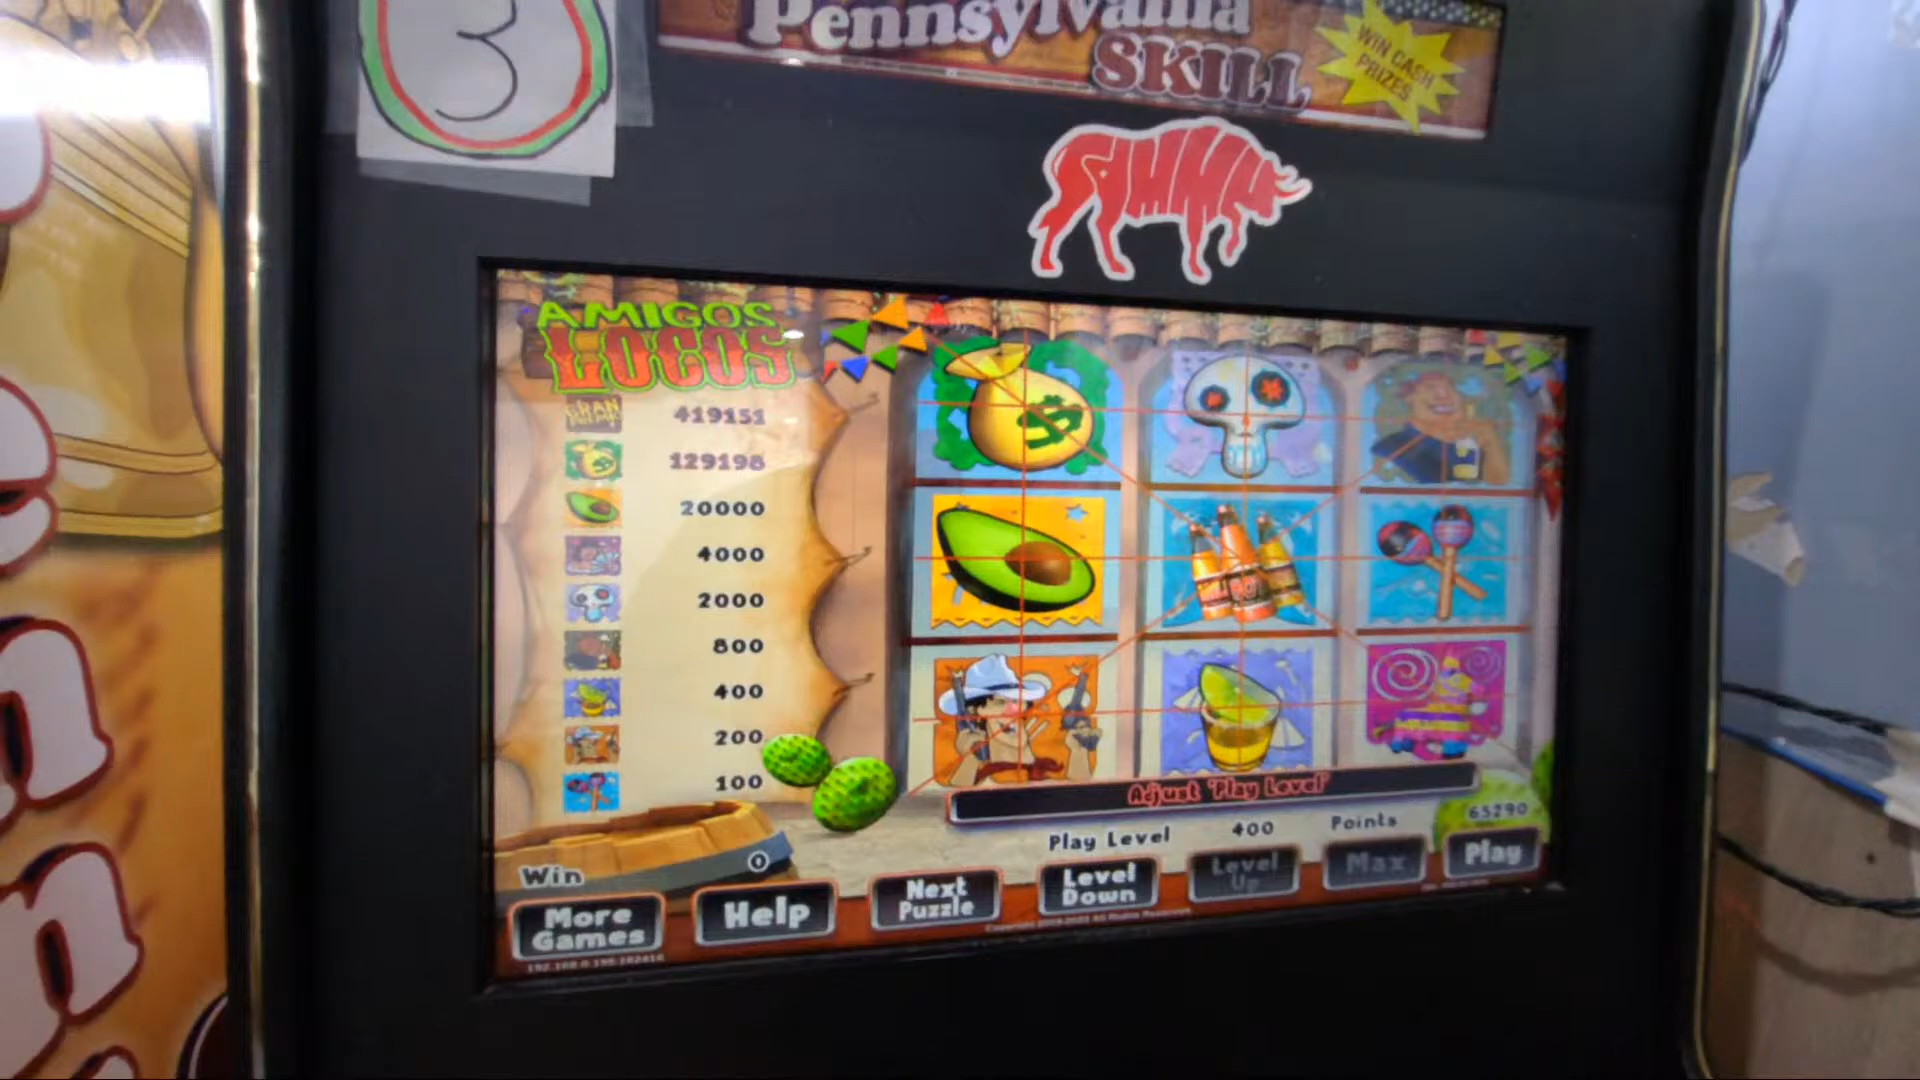 3
Pennsylvania
SKILL
WIN CASH
PRIZES
AMIGOS
LOCOS
419151
129198
20000
4000
2000
800
400
200
100
Adjust 'Play Level'
Play Level 400 Points 65290
Win 0
More
Games
Help
Next
Puzzle
Level
Down
Level
Up
Max
Play